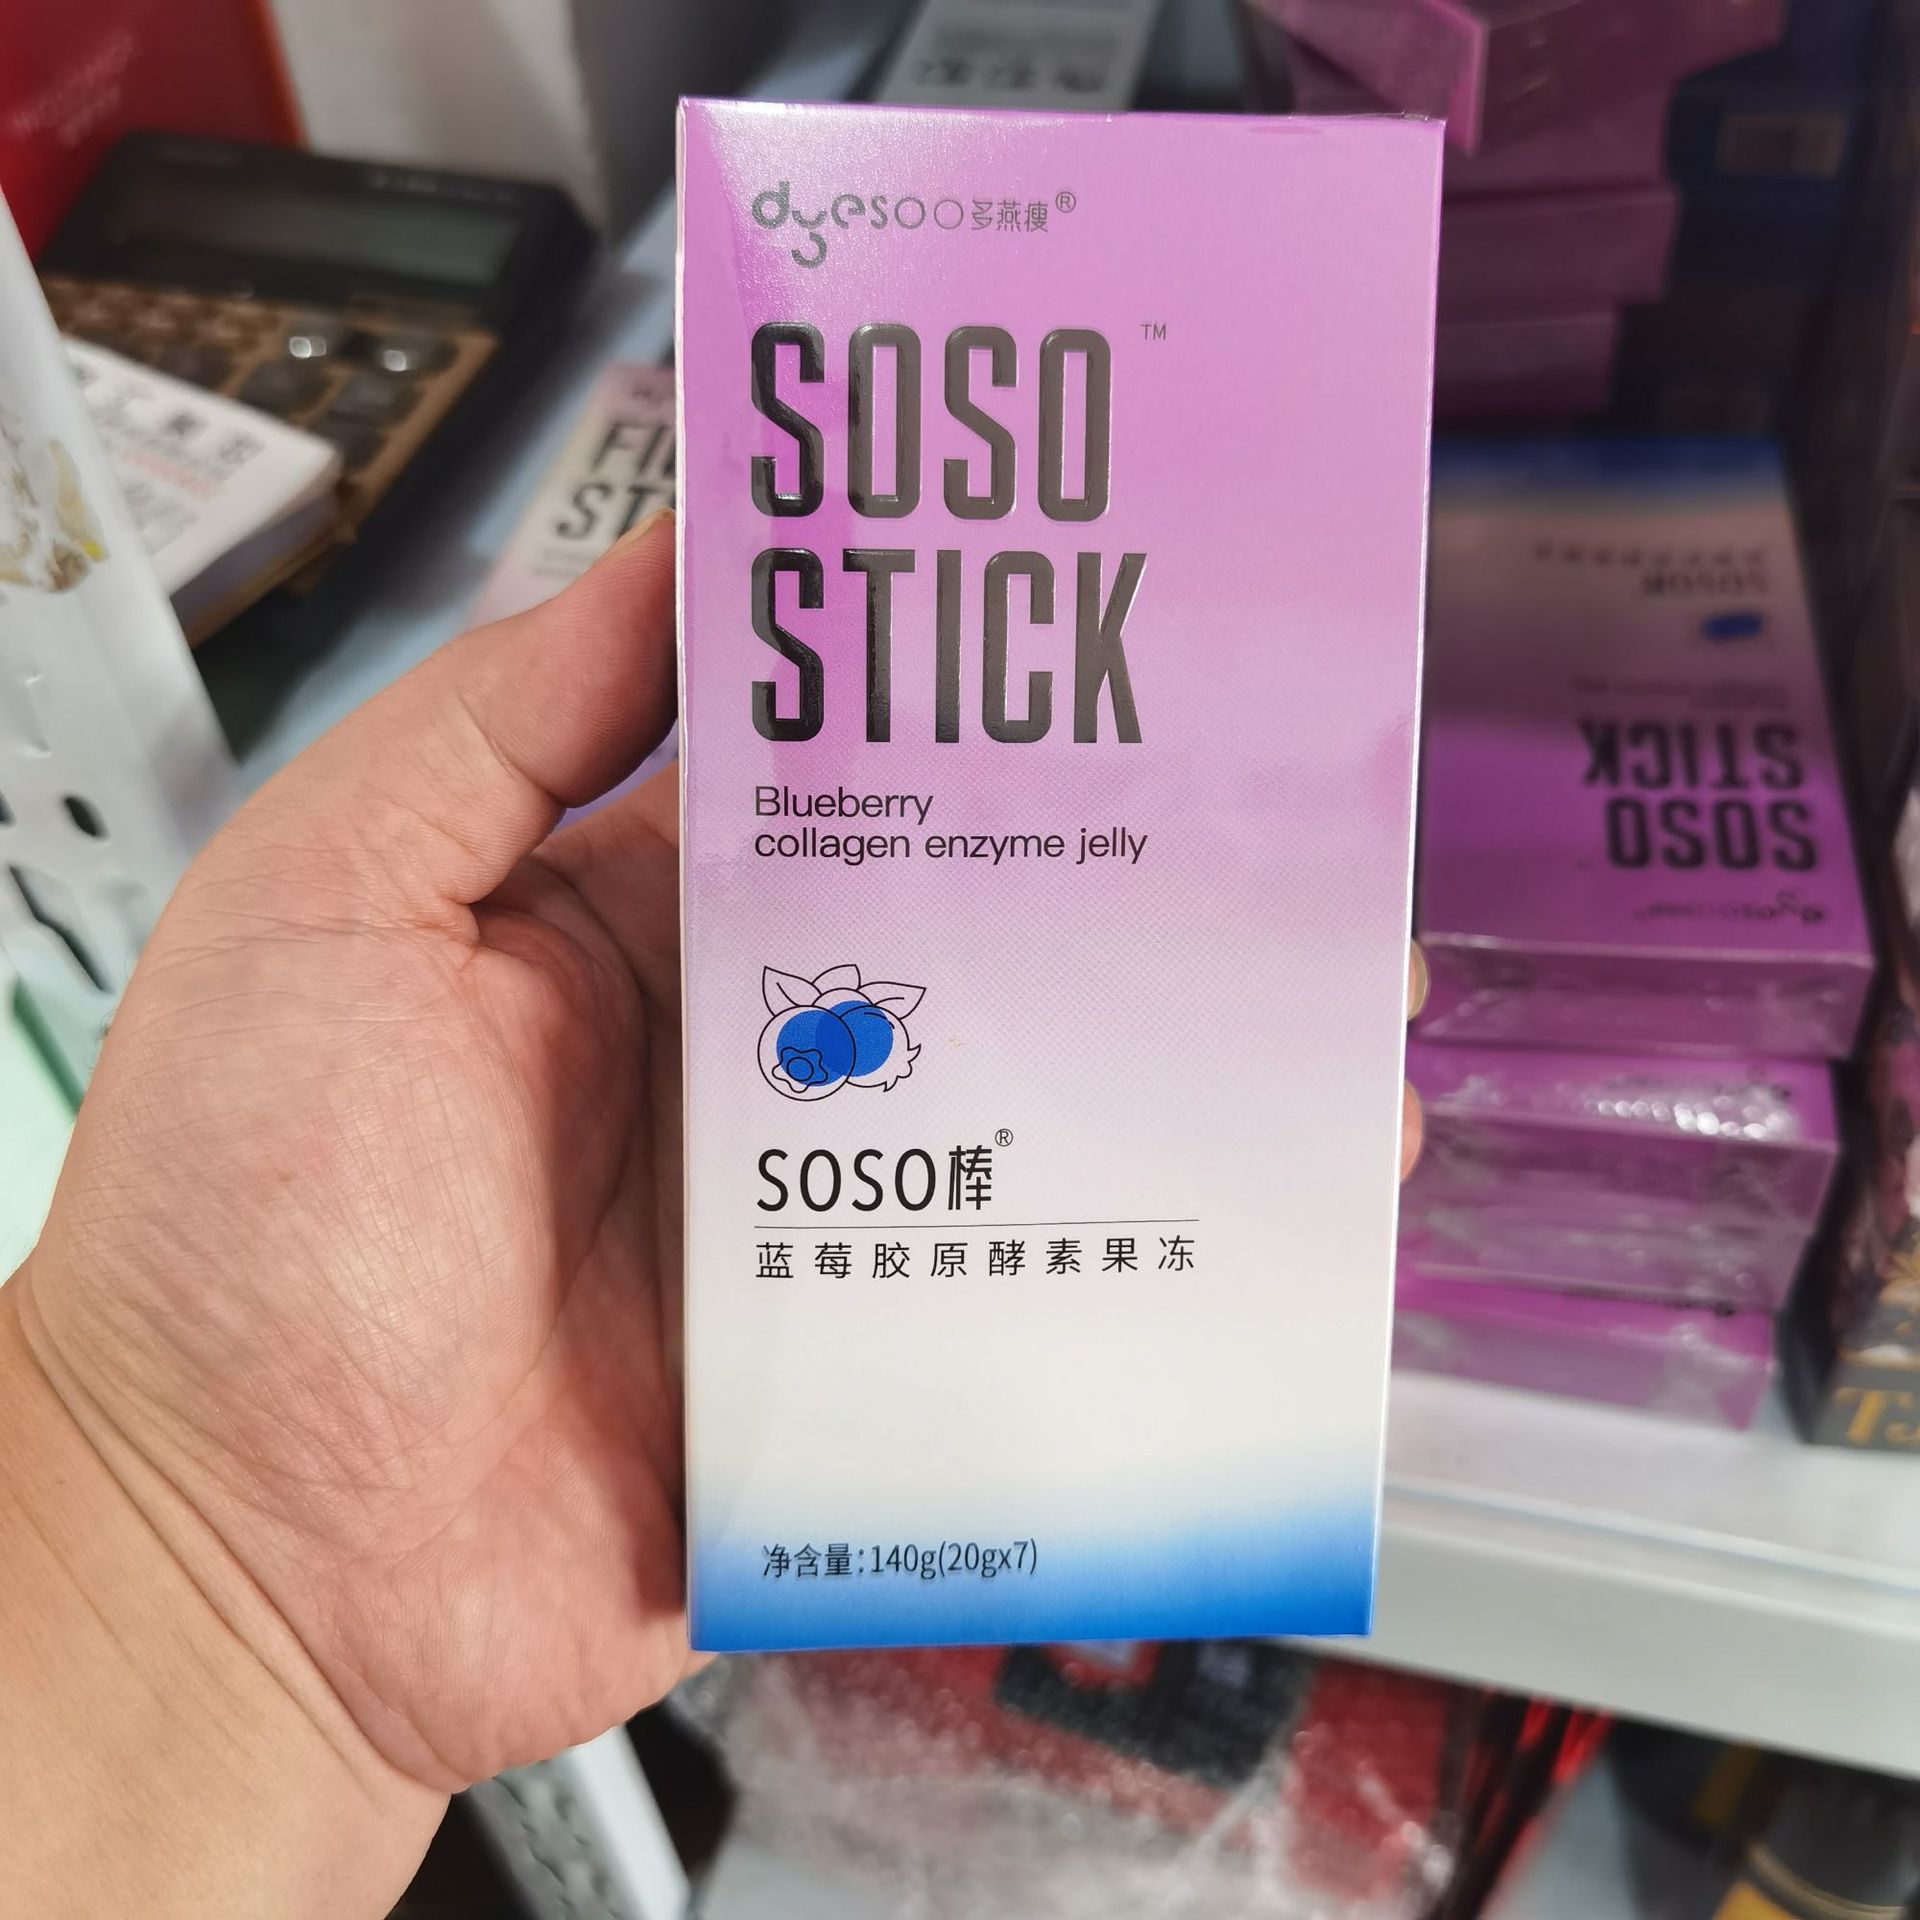 dyesoo多燕瘦®
SOSO™
STICK
Blueberry
collagen enzyme jelly
SOSO棒®
蓝莓胶原酵素果冻
净含量:140g(20gx7)
SOSO
STICK